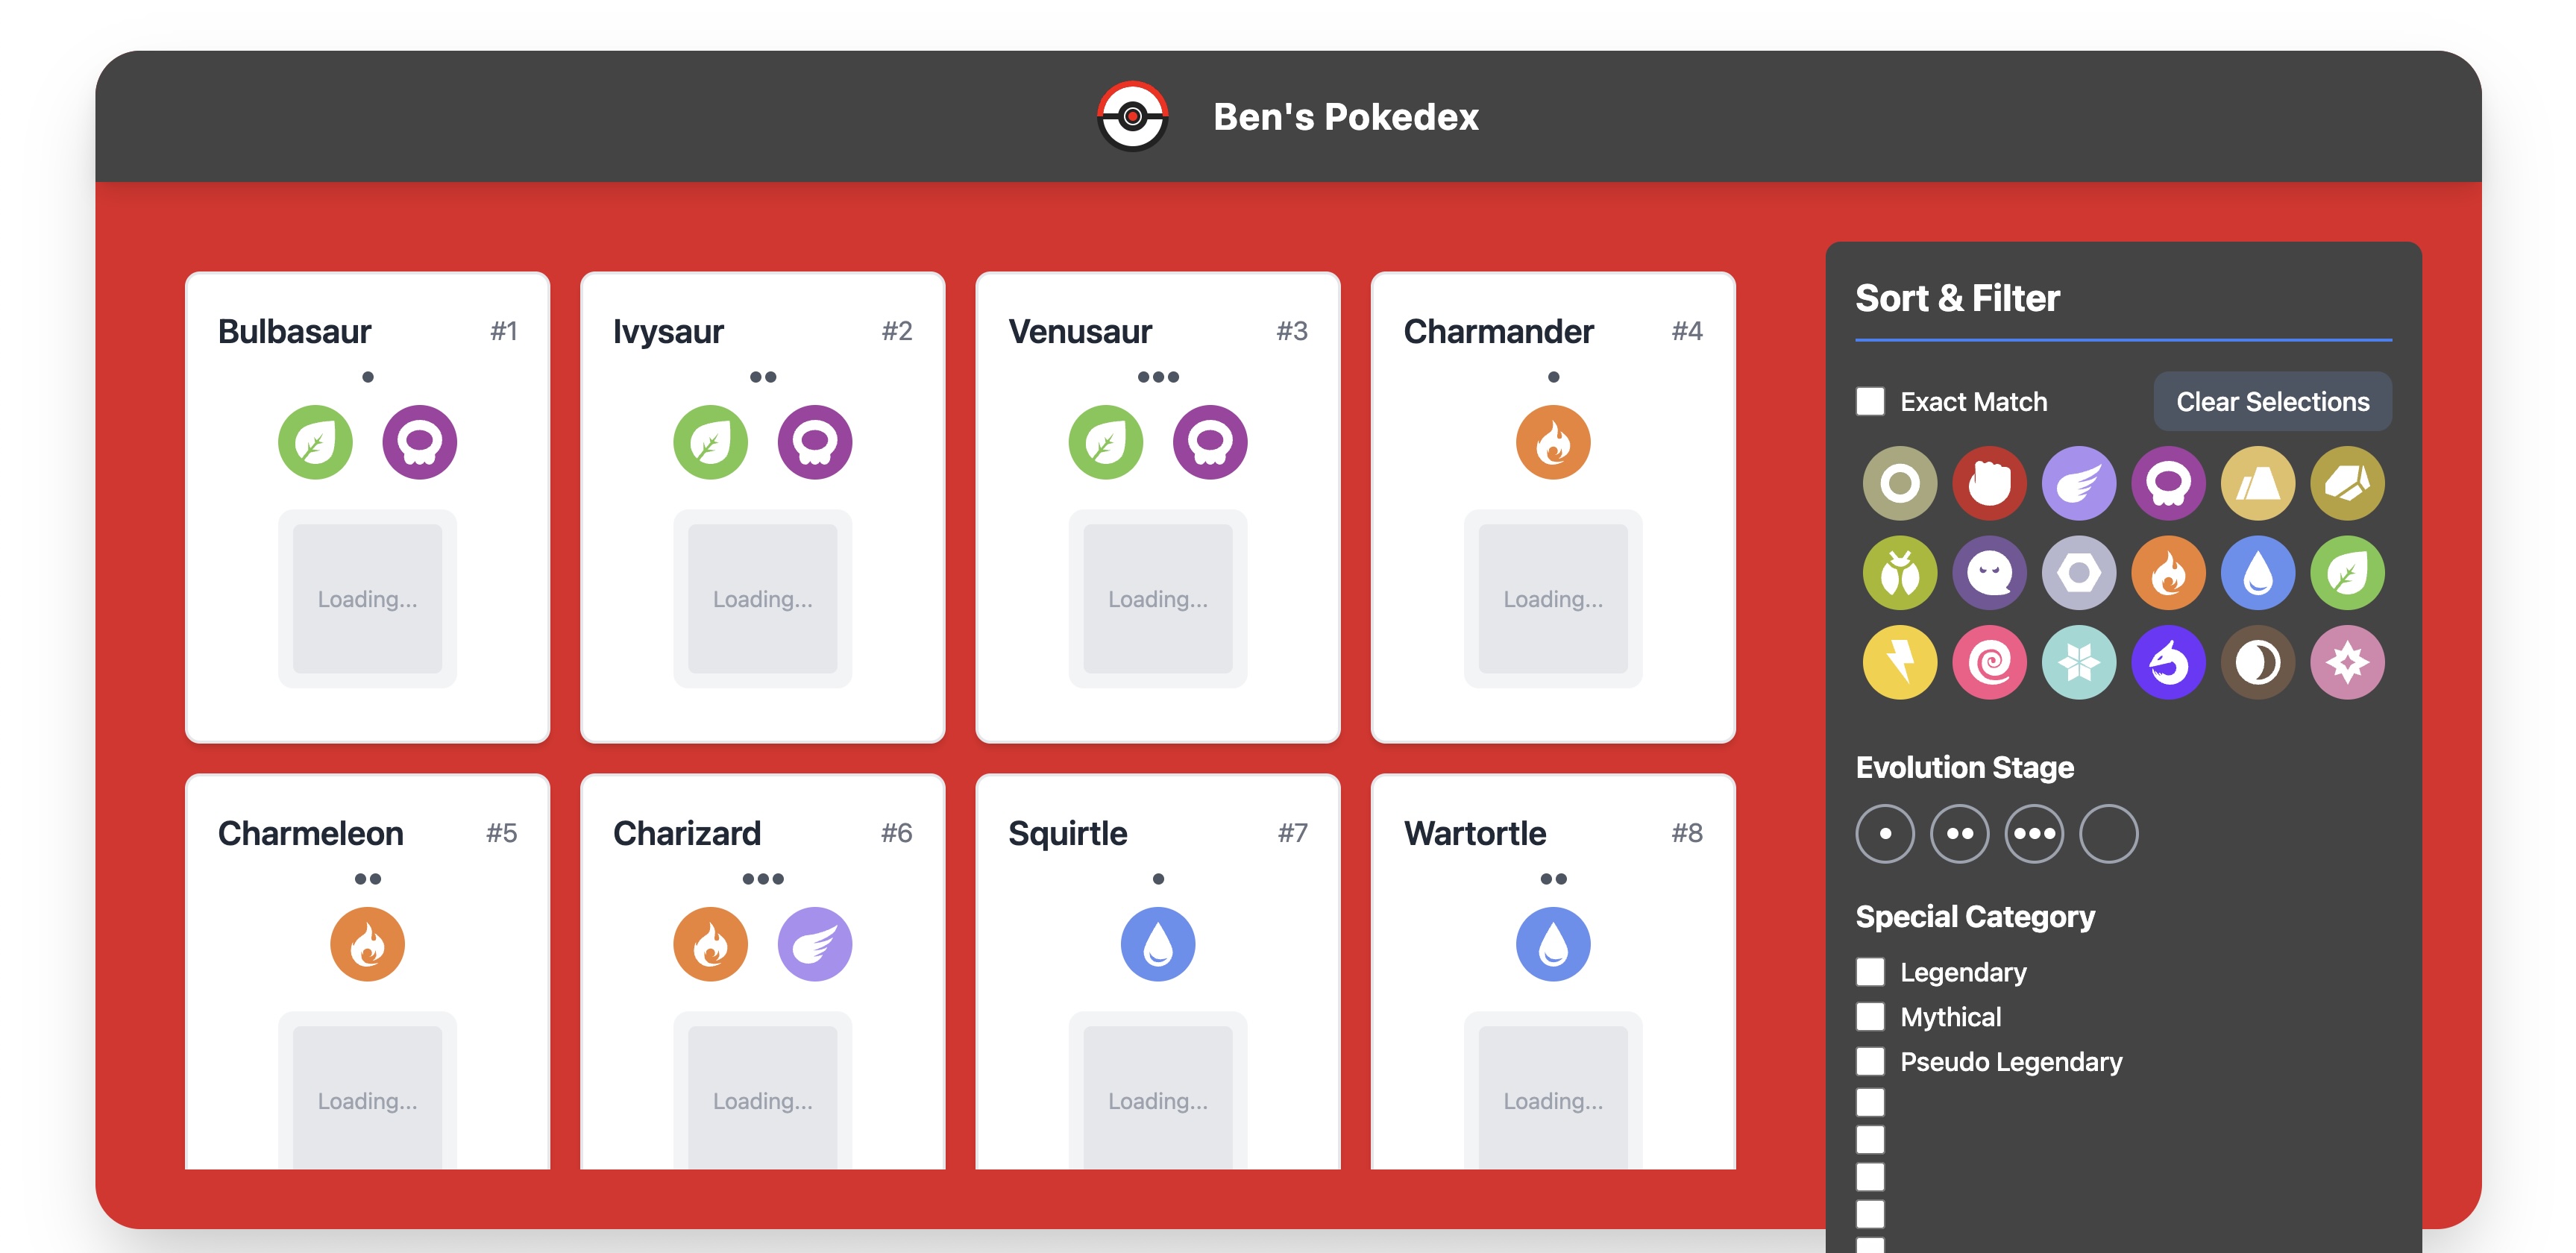 Ben's Pokedex
Bulbasaur #1
Loading...
Ivysaur #2
Loading...
Venusaur #3
Loading...
Charmander #4
Loading...
Charmeleon #5
Loading...
Charizard #6
Loading...
Squirtle #7
Loading...
Wartortle #8
Loading...
Sort & Filter
Exact Match
Clear Selections
Evolution Stage
Special Category
Legendary
Mythical
Pseudo Legendary